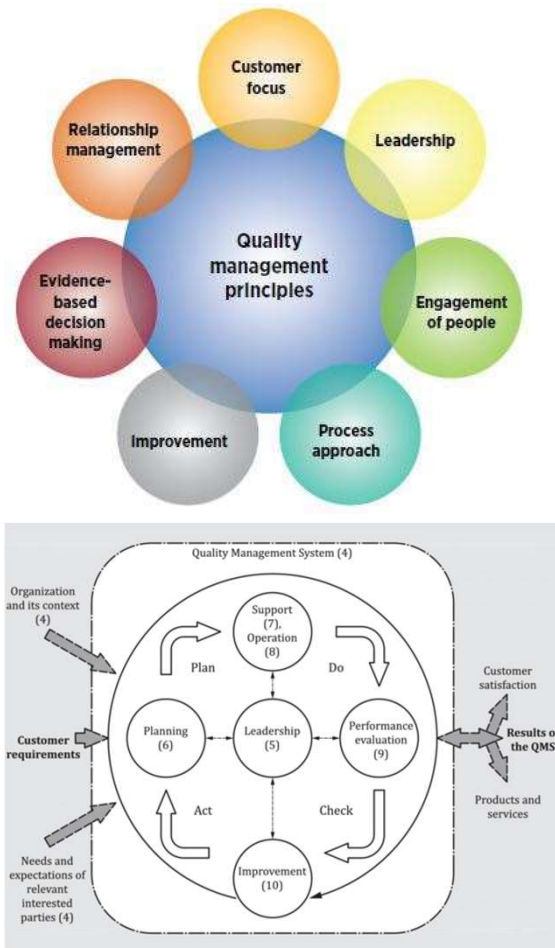 Customer
focus
Relationship
management
Leadership
Quality
management
principles
Evidence-
based
decision
making
Engagement
of people
Improvement
Process
approach
Quality Management System (4)
Organization
and its context
(4)
Support
(7),
Operation
(8)
Plan
Do
Customer
satisfaction
Customer
requirements
Planning
(6)
Leadership
(5)
Performance
evaluation
(9)
Results o
the QMS
Act
Check
Products and
services
Improvement
(10)
Needs and
expectations of
relevant
interested
parties (4)